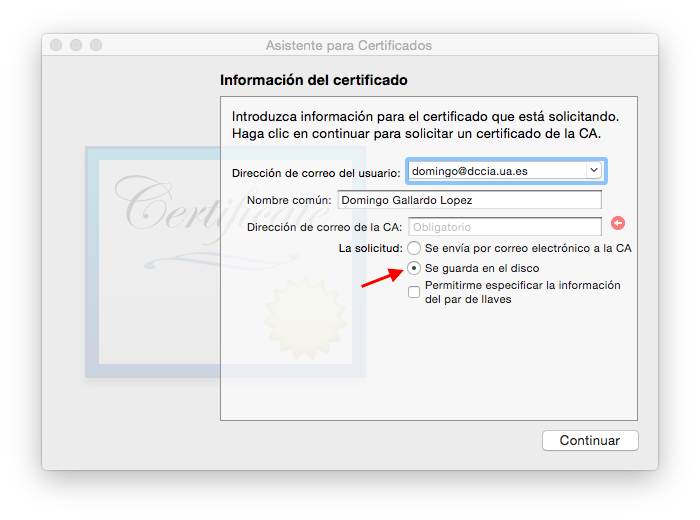 Asistente para Certificados
Información del certificado
Introduzca información para el certificado que está solicitando.
Haga clic en continuar para solicitar un certificado de la CA.
Certificate
Dirección de correo del usuario: domingo@dccia.ua.es
Nombre común: Domingo Gallardo Lopez
Dirección de correo de la CA: Obligatorio
La solicitud: Se envía por correo electrónico a la CA
Se guarda en el disco
Permitirme especificar la información
del par de llaves
Continuar